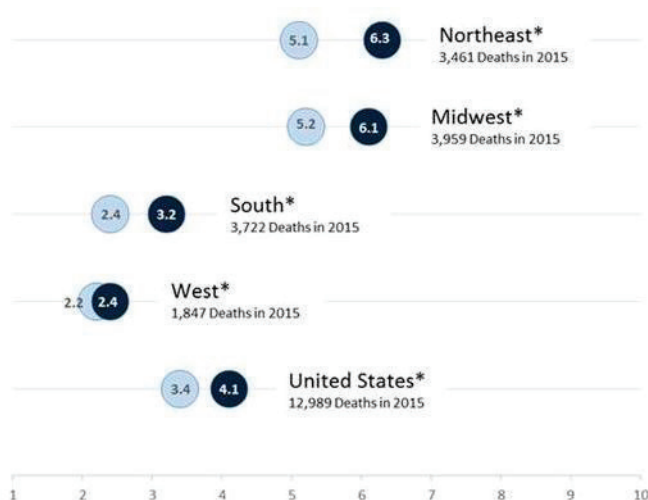 5.1 6.3 Northeast*
3,461 Deaths in 2015
5.2 6.1 Midwest*
3,959 Deaths in 2015
2.4 3.2 South*
3,722 Deaths in 2015
2.2 2.4 West*
1,847 Deaths in 2015
3.4 4.1 United States*
12,989 Deaths in 2015
1 2 3 4 5 6 7 8 9 10